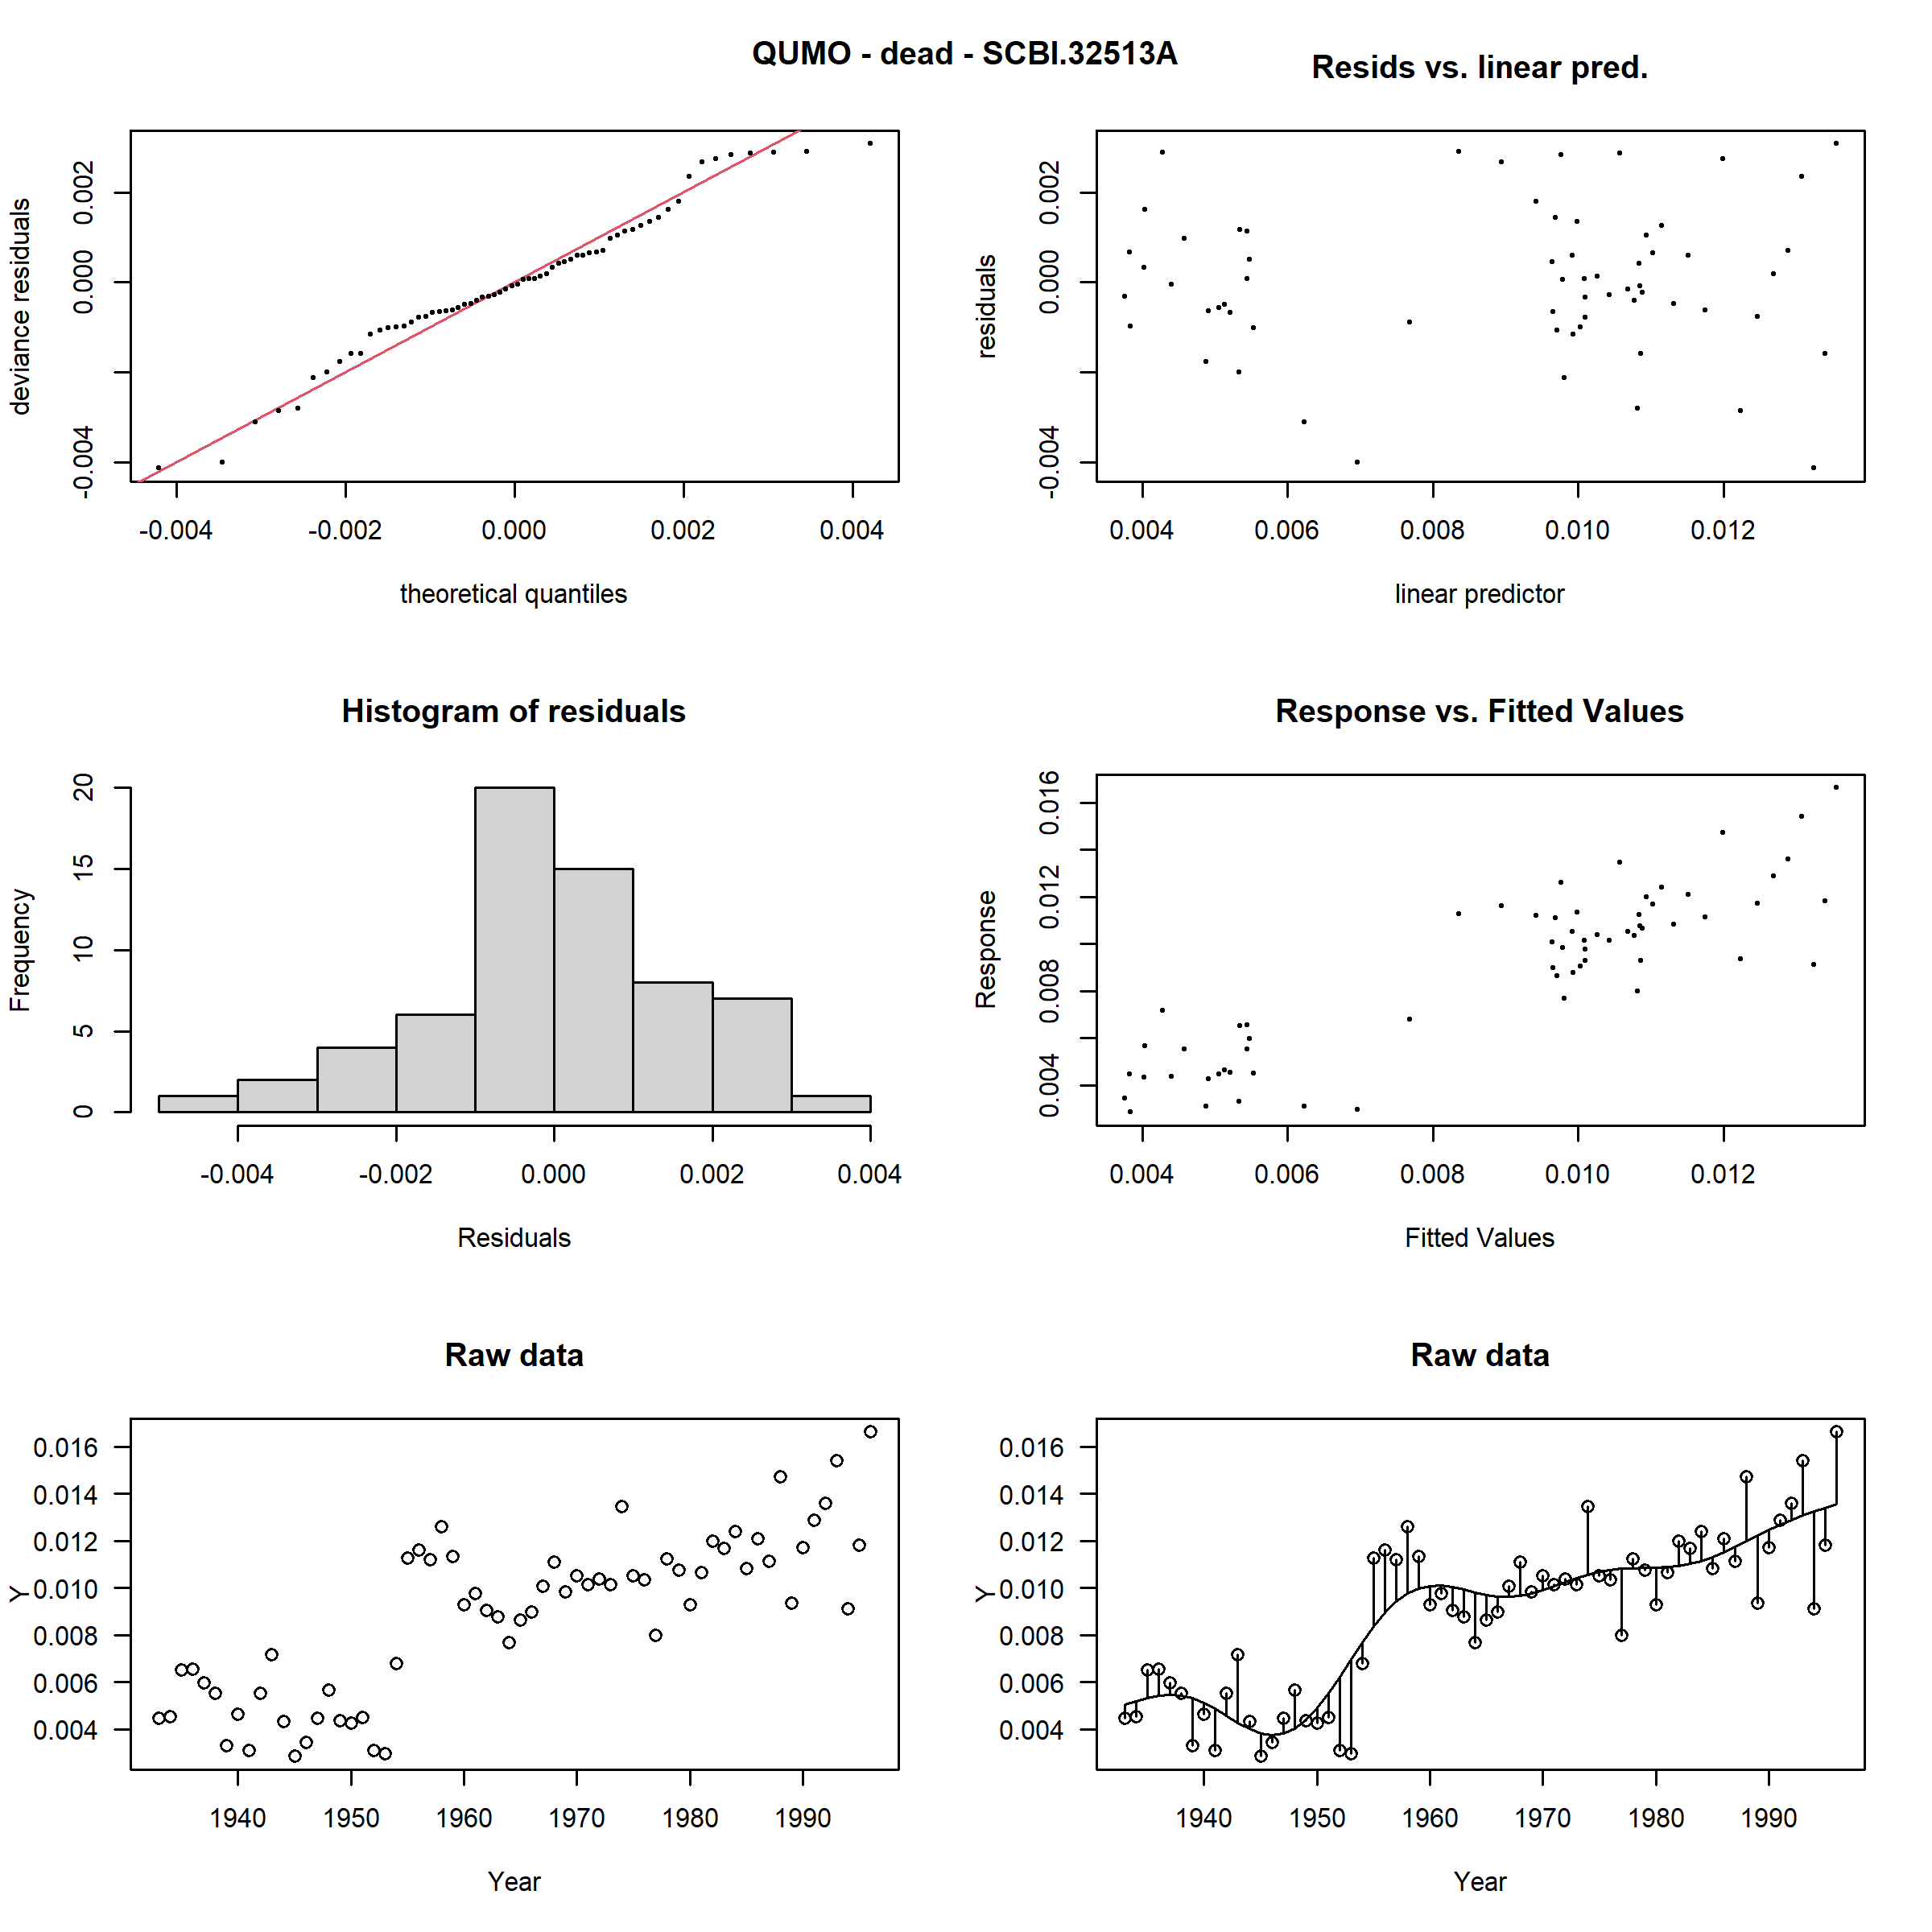 QUMO - dead - SCBI.32513A
Resids vs. linear pred.
deviance residuals
-0.004 0.000 0.002
-0.004 -0.002 0.000 0.002 0.004
theoretical quantiles
residuals
-0.004 0.000 0.002
0.004 0.006 0.008 0.010 0.012
linear predictor
Histogram of residuals
Frequency
0 5 10 15 20
-0.004 -0.002 0.000 0.002 0.004
Residuals
Response vs. Fitted Values
Response
0.004 0.008 0.012 0.016
0.004 0.006 0.008 0.010 0.012
Fitted Values
Raw data
Y
0.016
0.014
0.012
0.010
0.008
0.006
0.004
1940 1950 1960 1970 1980 1990
Year
Raw data
Y
0.016
0.014
0.012
0.010
0.008
0.006
0.004
1940 1950 1960 1970 1980 1990
Year